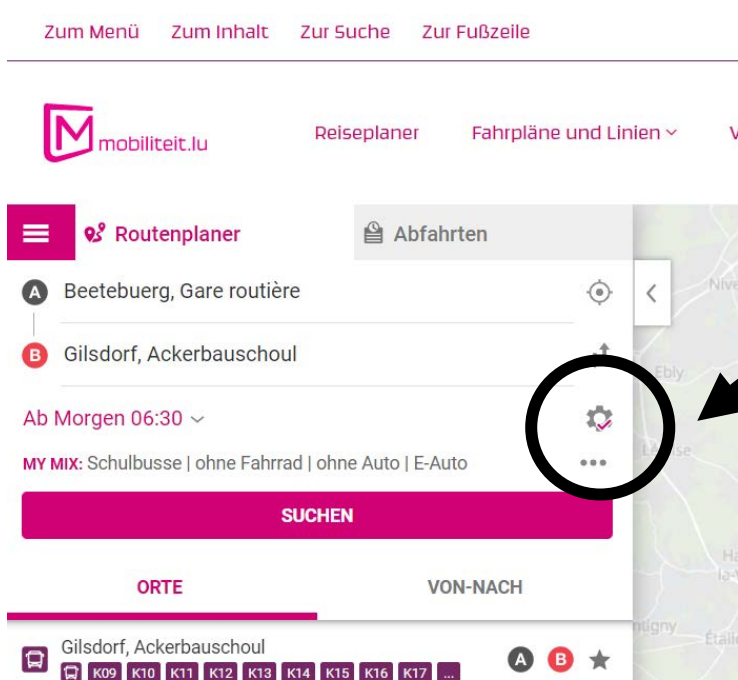 Zum Menü Zum Inhalt Zur Suche Zur Fußzeile
mobiliteit.lu Reiseplaner Fahrpläne und Linien
Routenplaner Abfahrten
A Beetebuerg, Gare routière
B Gilsdorf, Ackerbauschoul
Ebly
Ab Morgen 06:30
MY MIX: Schulbusse | ohne Fahrrad | ohne Auto | E-Auto
SUCHEN
ORTE VON-NACH
Gilsdorf, Ackerbauschoul A B
K09 K10 K11 K12 K13 K14 K15 K16 K17 ...